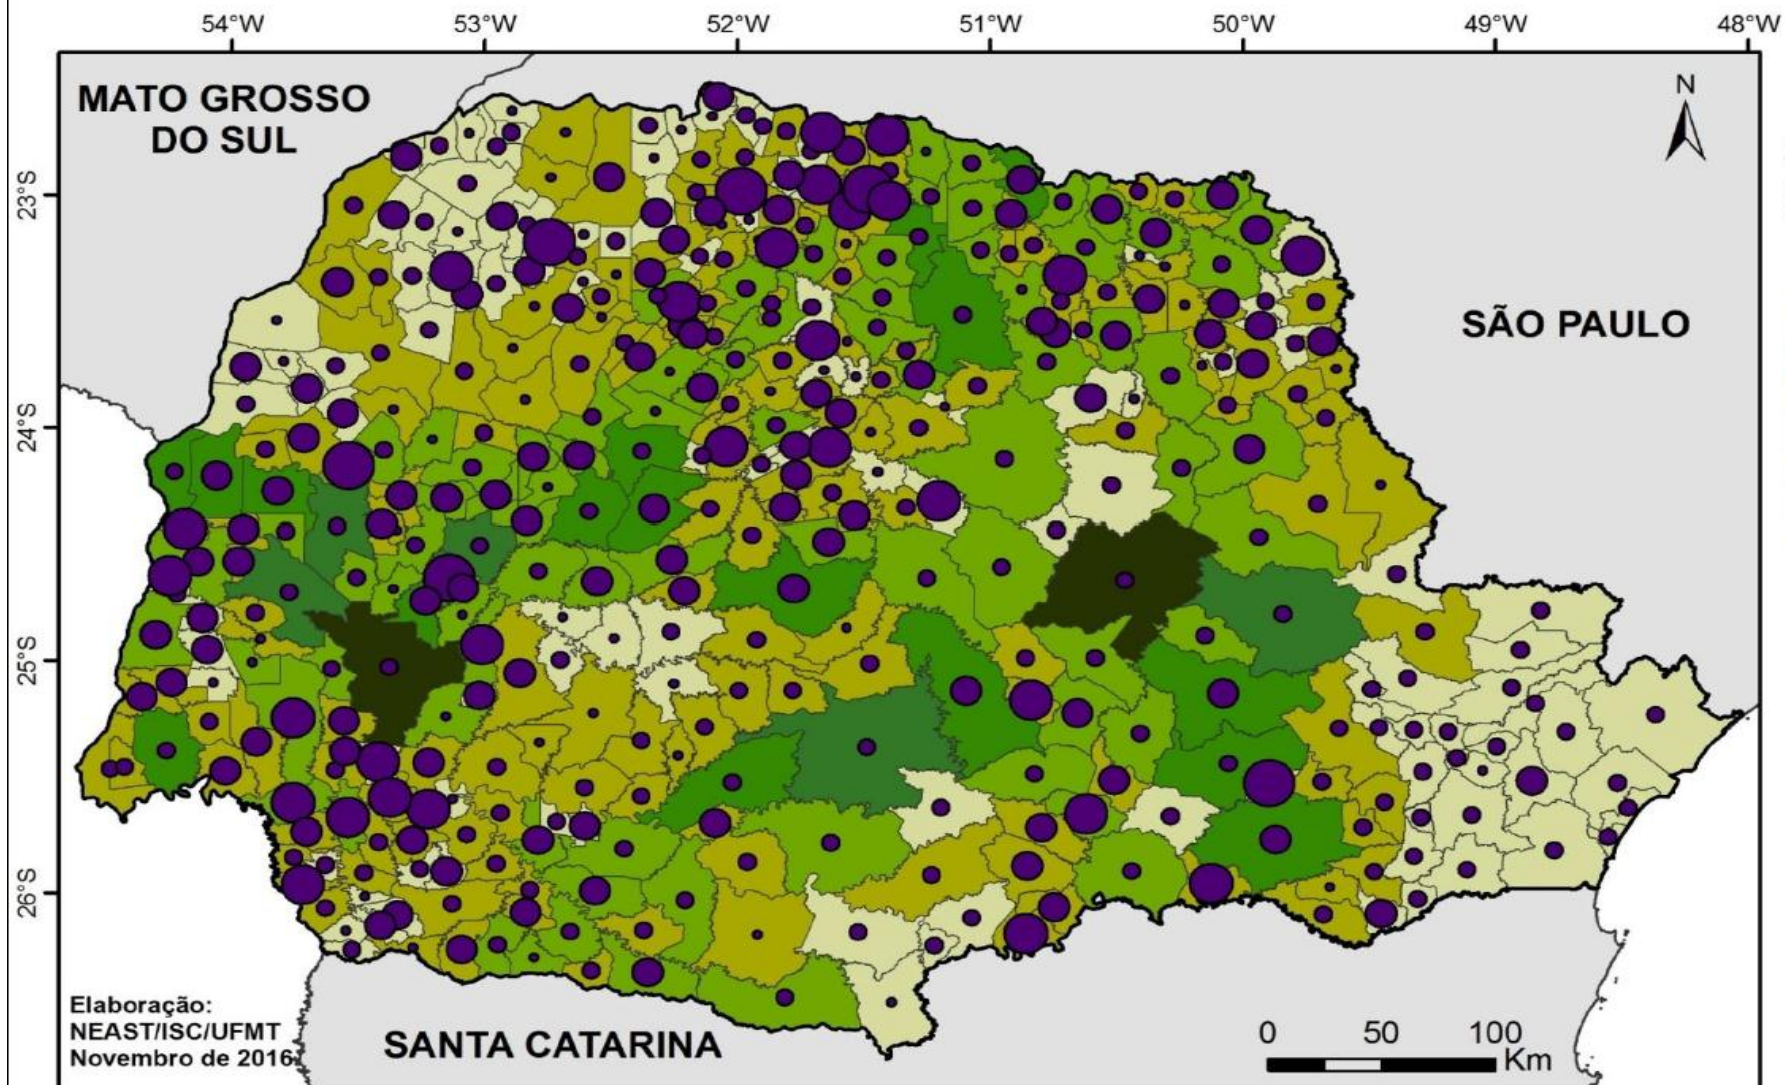 54°W 53°W 52°W 51°W 50°W 49°W 48°W
MATO GROSSO
DO SUL
N
23°S
SÃO PAULO
24°S
25°S
26°S
Elaboração:
NEAST/ISC/UFMT
Novembro de 2016
SANTA CATARINA
0 50 100
Km